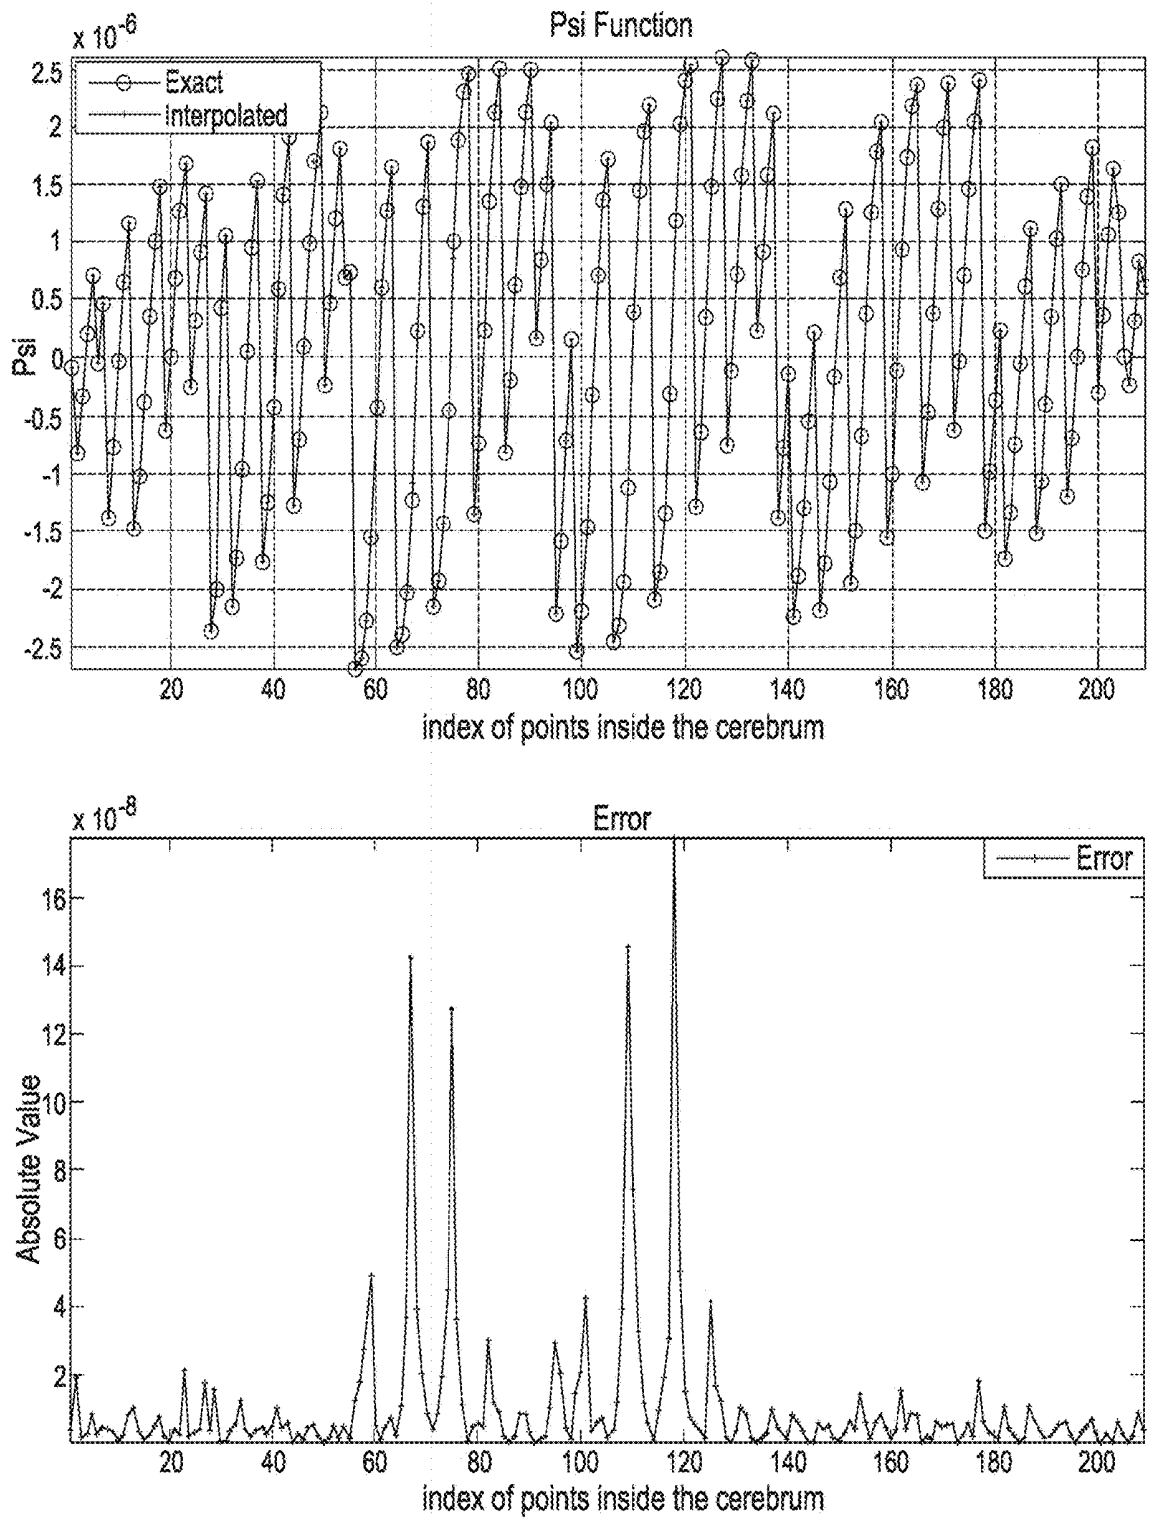 Psi Function
x 10-6
Exact
Interpolated
2.5
2
1.5
1
0.5
0
-0.5
-1
-1.5
-2
-2.5
Psi
20 40 60 80 100 120 140 160 180 200
index of points inside the cerebrum
Error
x 10-8
Error
16
14
12
10
8
6
4
2
Absolute Value
20 40 60 80 100 120 140 160 180 200
index of points inside the cerebrum